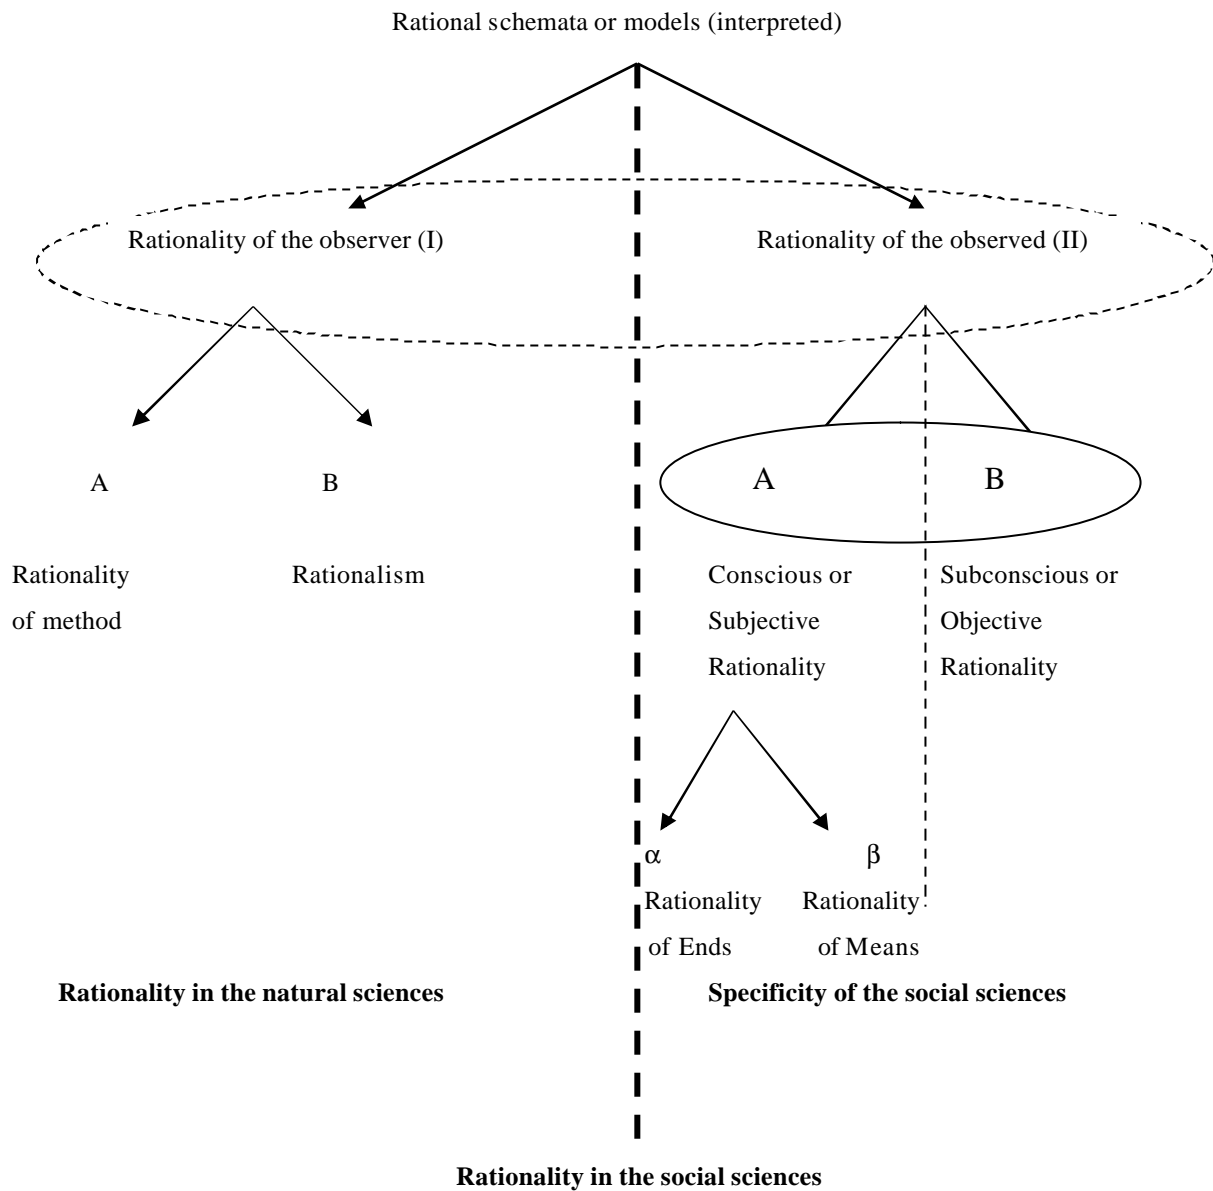 Rational schemata or models (interpreted)
Rationality of the observer (I)
Rationality of the observed (II)
A
B
A
B
Rationality
of method
Rationalism
Conscious or
Subjective
Rationality
Subconscious or
Objective
Rationality
α
β
Rationality
of Ends
Rationality
of Means
Rationality in the natural sciences
Specificity of the social sciences
Rationality in the social sciences